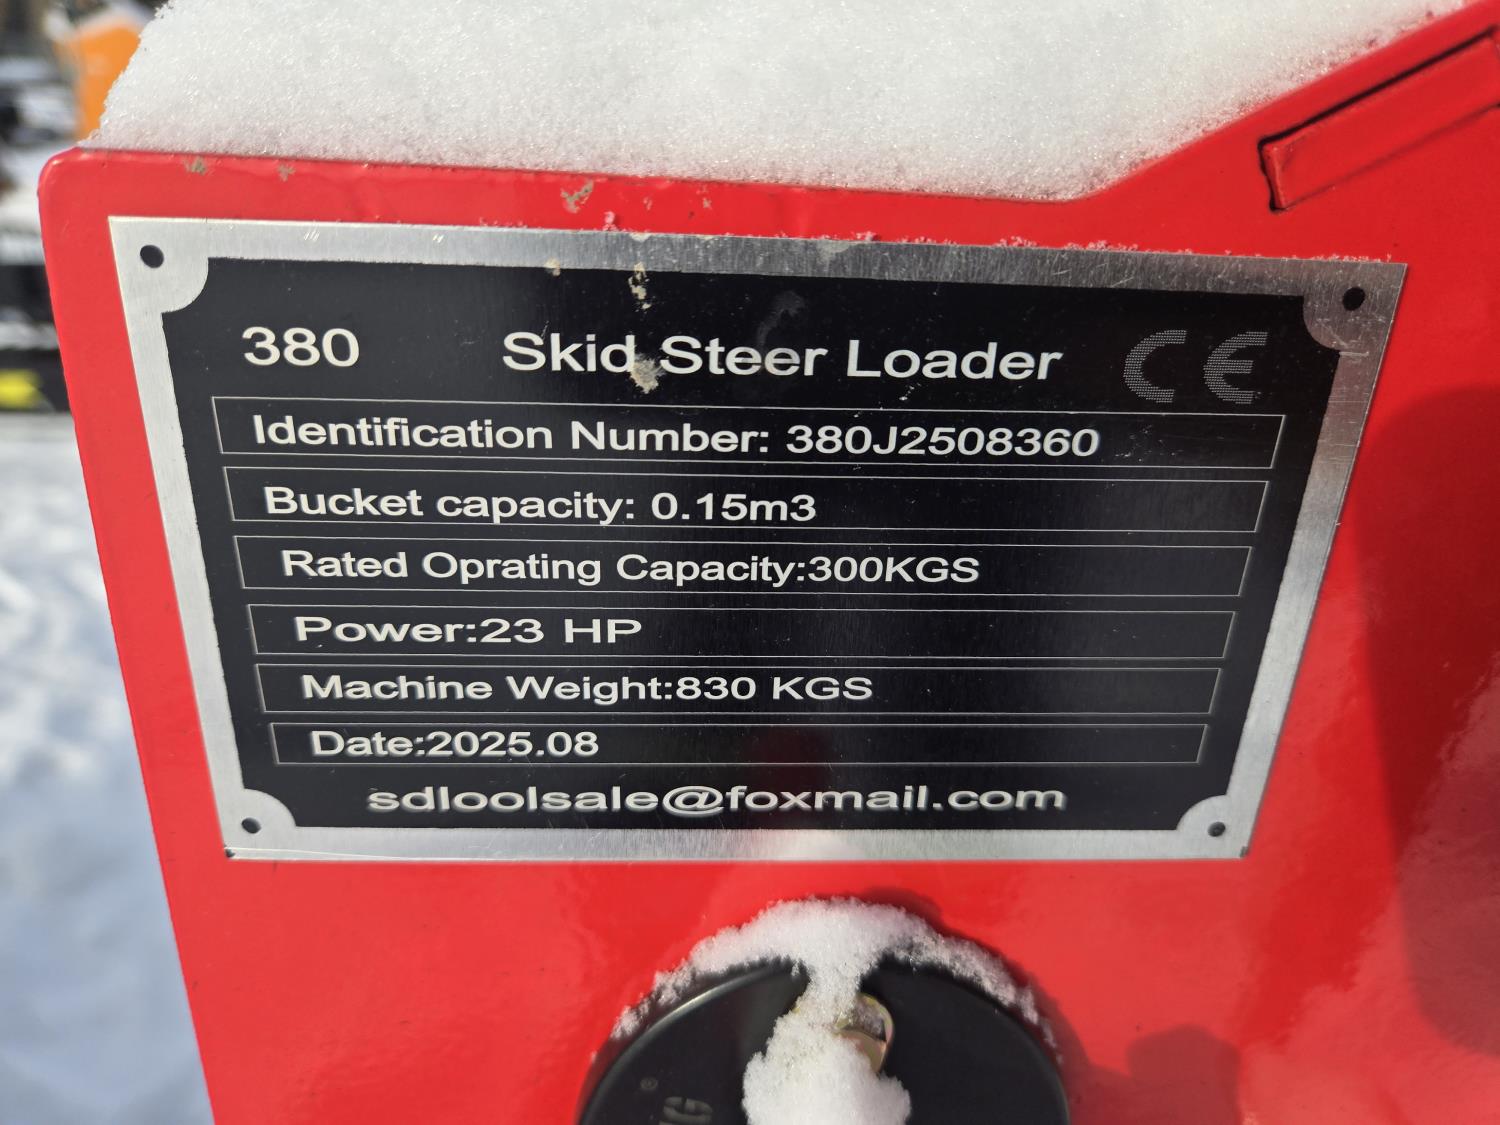 380 Skid Steer Loader CE
Identification Number: 380J2508360
Bucket capacity: 0.15m3
Rated Oprating Capacity:300KGS
Power:23 HP
Machine Weight:830 KGS
Date:2025.08
sdloolsale@foxmail.com